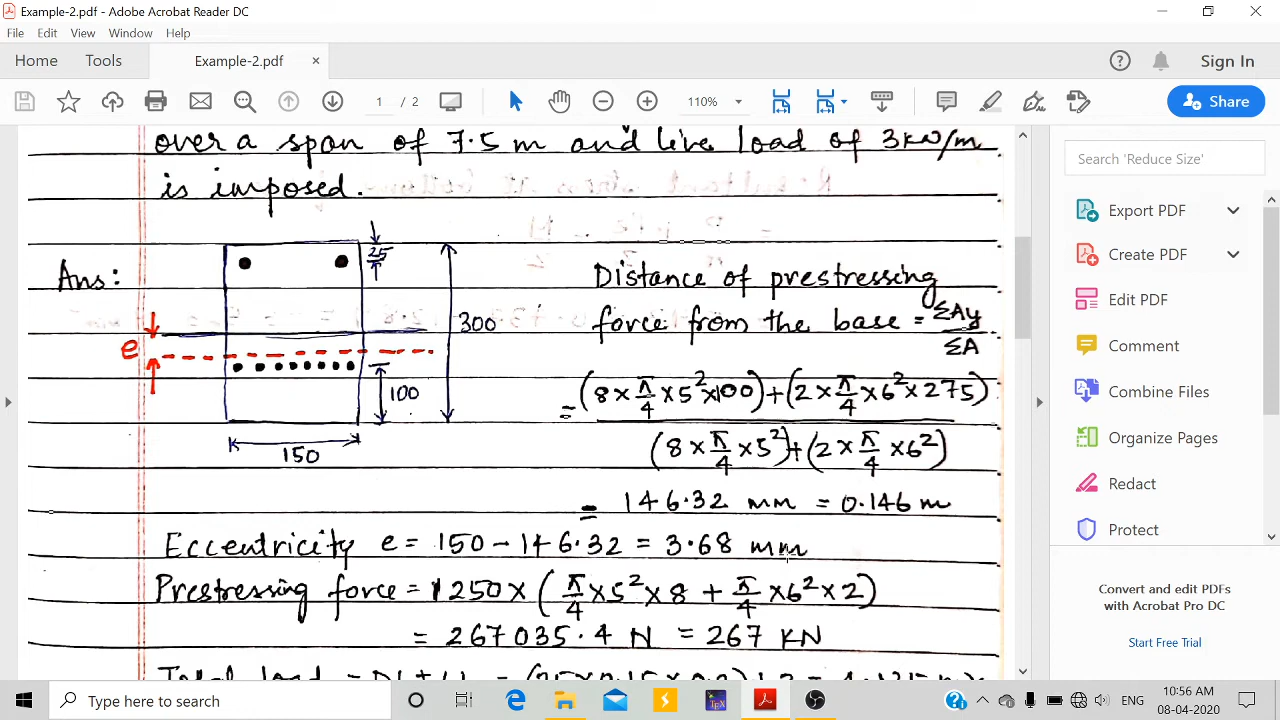 Example-2.pdf - Adobe Acrobat Reader DC
File Edit View Window Help
Home Tools Example-2.pdf × Sign In
1 / 2 110% Share
over a span of 7.5 m and live load of 3 kN/m
is imposed.
Ans:
25
300
e
100
150
Distance of prestressing
force from the base = ΣAy/ΣA
= (8 × π/4 × 5² × 100) + (2 × π/4 × 6² × 275)
(8 × π/4 × 5²) + (2 × π/4 × 6²)
= 146.32 mm = 0.146 m
Eccentricity e = 150 - 146.32 = 3.68 mm
Prestressing force = 1250 × (π/4 × 5² × 8 + π/4 × 6² × 2)
= 267035.4 N = 267 KN
Search 'Reduce Size'
Export PDF
Create PDF
Edit PDF
Comment
Combine Files
Organize Pages
Redact
Protect
Convert and edit PDFs
with Acrobat Pro DC
Start Free Trial
Type here to search
ENG
10:56 AM
08-04-2020